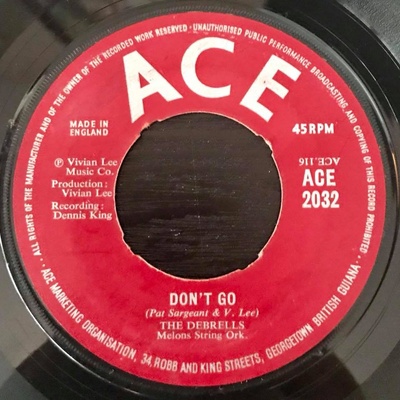 ALL RIGHTS OF THE MANUFACTURER AND OF THE OWNER OF THE RECORDED WORK RESERVED - UNAUTHORISED PUBLIC PERFORMANCE BROADCASTING AND COPYING OF THIS RECORD PROHIBITED.
ACE
MADE IN
ENGLAND
45 RPM
ACE.116
ACE
2032
℗ Vivian Lee
Music Co.
Production :
Vivian Lee
Recording:
Dennis King
DON'T GO
(Pat Sargeant & V. Lee)
THE DEBRELLS
Melons String Ork.
- ACE MARKETING ORGANISATION, 34, ROBB AND KING STREETS, GEORGETOWN, BRITISH GUIANA.